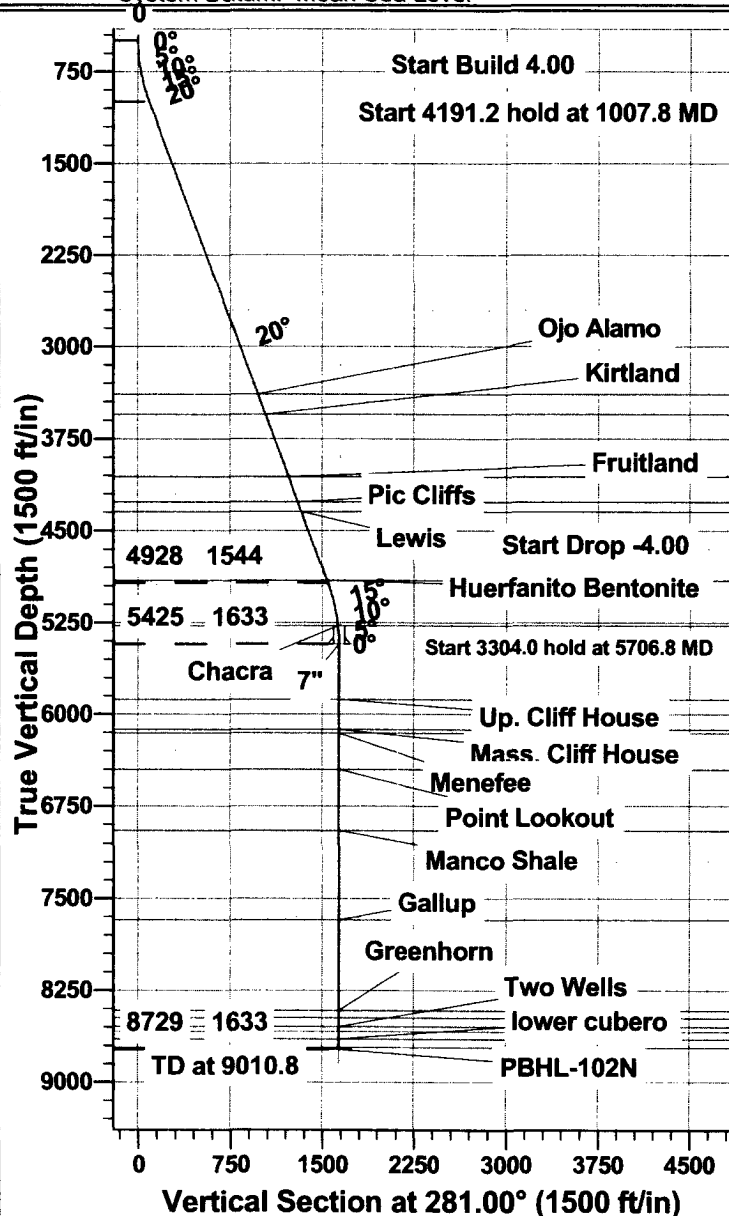 System Datum: Mean Sea Level
0
0°
5°
10°
15°
20°
750
Start Build 4.00
Start 4191.2 hold at 1007.8 MD
1500
2250
3000
20°
Ojo Alamo
Kirtland
3750
Fruitland
Pic Cliffs
4500
Lewis
Start Drop -4.00
4928 1544
15°
Huerfanito Bentonite
10°
5425 1633
5250
5°
0°
Start 3304.0 hold at 5706.8 MD
Chacra
7"
6000
Up. Cliff House
Mass. Cliff House
Menefee
6750
Point Lookout
Manco Shale
7500
Gallup
Greenhorn
8250
Two Wells
8729 1633
lower cubero
TD at 9010.8
PBHL-102N
9000
True Vertical Depth (1500 ft/in)
0 750 1500 2250 3000 3750 4500
Vertical Section at 281.00° (1500 ft/in)